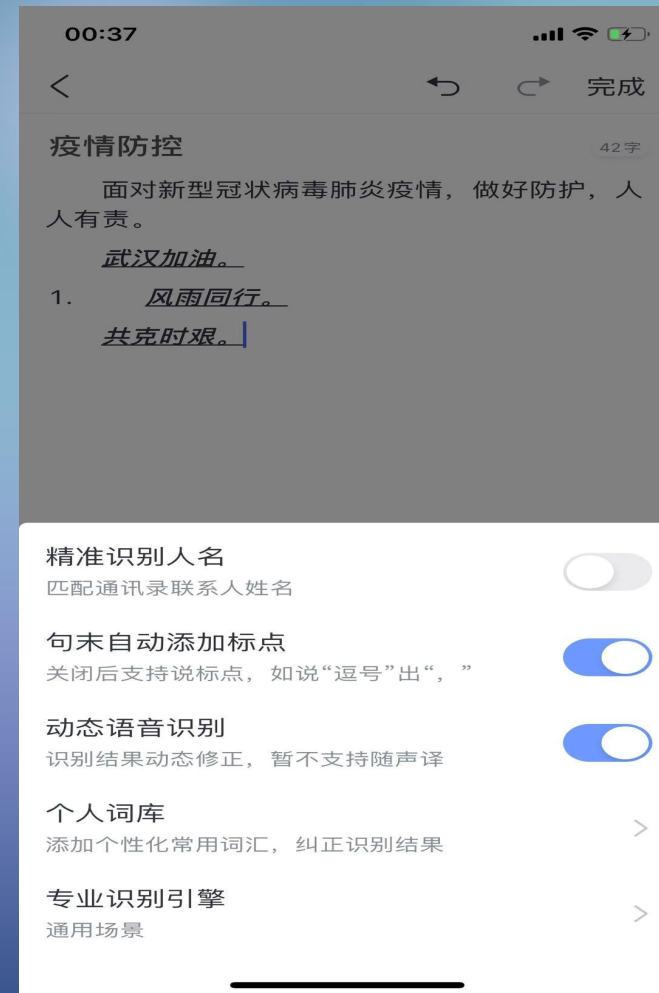 00:37
完成
疫情防控
42字
面对新型冠状病毒肺炎疫情，做好防护，人
人有责。
武汉加油。
1. 风雨同行。
共克时艰。
精准识别人名
匹配通讯录联系人姓名
句末自动添加标点
关闭后支持说标点，如说“逗号”出“，”
动态语音识别
识别结果动态修正，暂不支持随声译
个人词库
添加个性化常用词汇，纠正识别结果
专业识别引擎
通用场景